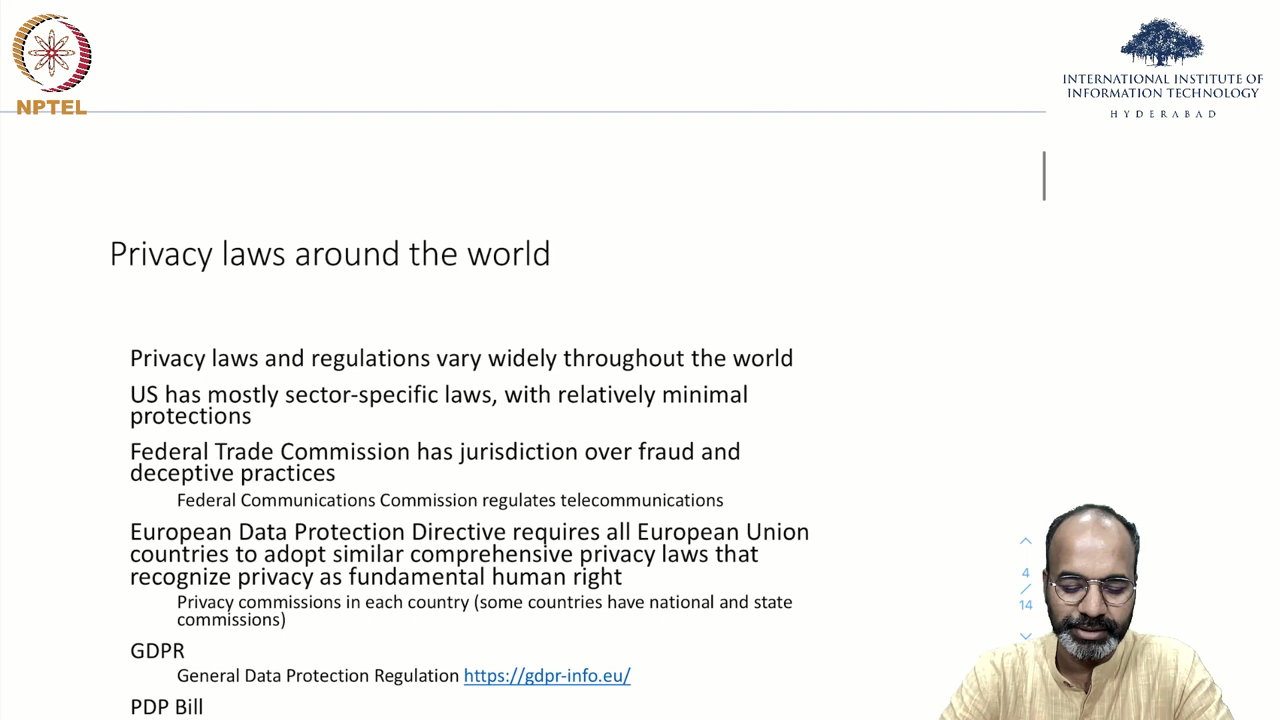 NPTEL
INTERNATIONAL INSTITUTE OF
INFORMATION TECHNOLOGY
HYDERABAD
Privacy laws around the world
Privacy laws and regulations vary widely throughout the world
US has mostly sector-specific laws, with relatively minimal
protections
Federal Trade Commission has jurisdiction over fraud and
deceptive practices
Federal Communications Commission regulates telecommunications
European Data Protection Directive requires all European Union
countries to adopt similar comprehensive privacy laws that
recognize privacy as fundamental human right
Privacy commissions in each country (some countries have national and state
commissions)
GDPR
General Data Protection Regulation https://gdpr-info.eu/
PDP Bill
4
/
14